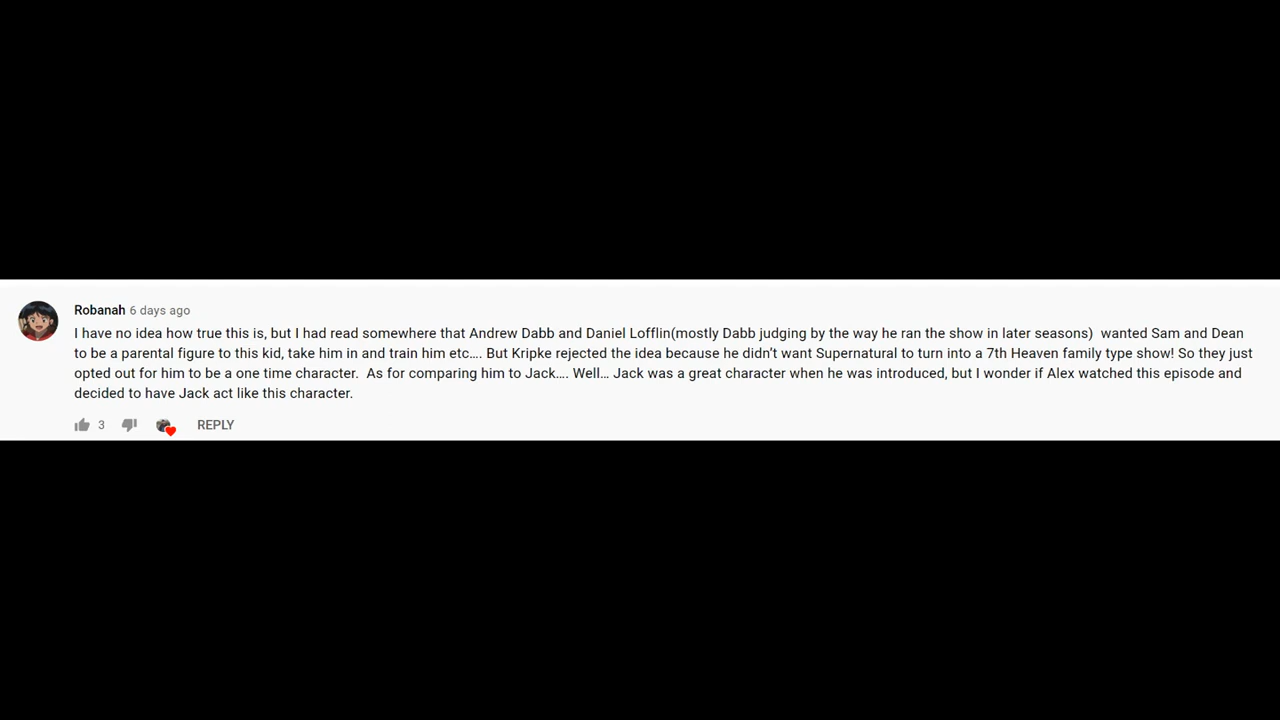 Robanah 6 days ago
I have no idea how true this is, but I had read somewhere that Andrew Dabb and Daniel Lofflin(mostly Dabb judging by the way he ran the show in later seasons)  wanted Sam and Dean
to be a parental figure to this kid, take him in and train him etc.... But Kripke rejected the idea because he didn’t want Supernatural to turn into a 7th Heaven family type show! So they just
opted out for him to be a one time character.  As for comparing him to Jack.... Well... Jack was a great character when he was introduced, but I wonder if Alex watched this episode and
decided to have Jack act like this character.
3 REPLY